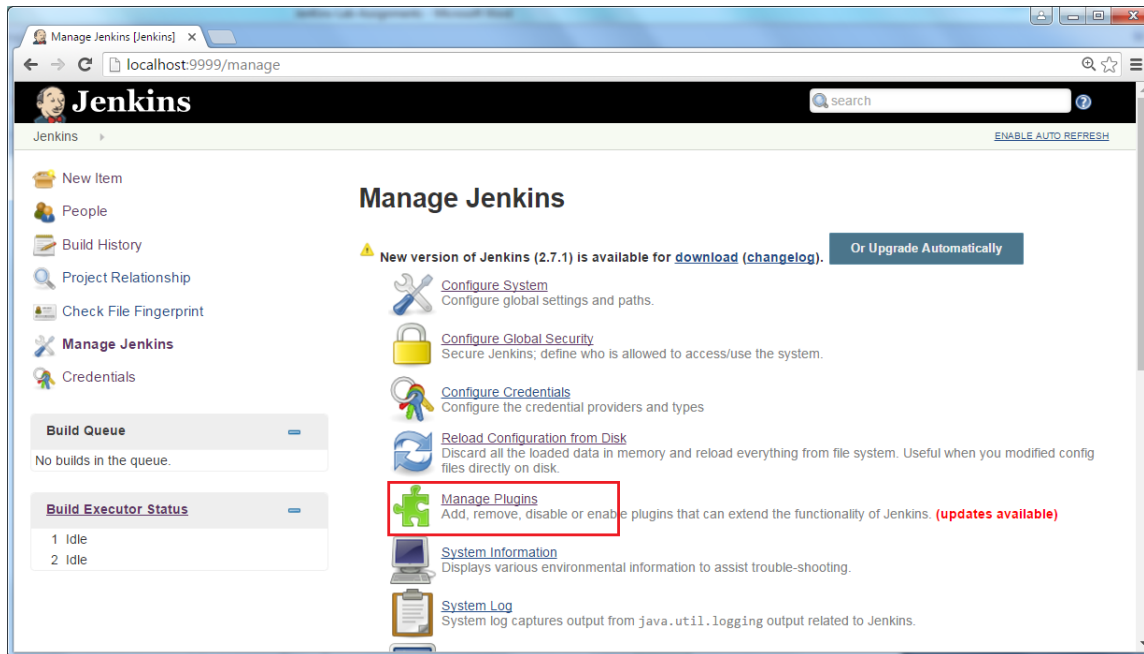 Manage Jenkins [Jenkins]
localhost:9999/manage
Jenkins
search
Jenkins
ENABLE AUTO REFRESH
New Item
People
Build History
Project Relationship
Check File Fingerprint
Manage Jenkins
Credentials
Build Queue
No builds in the queue.
Build Executor Status
1 Idle
2 Idle
Manage Jenkins
New version of Jenkins (2.7.1) is available for download (changelog).
Or Upgrade Automatically
Configure System
Configure global settings and paths.
Configure Global Security
Secure Jenkins; define who is allowed to access/use the system.
Configure Credentials
Configure the credential providers and types
Reload Configuration from Disk
Discard all the loaded data in memory and reload everything from file system. Useful when you modified config
files directly on disk.
Manage Plugins
Add, remove, disable or enable plugins that can extend the functionality of Jenkins. (updates available)
System Information
Displays various environmental information to assist trouble-shooting.
System Log
System log captures output from java.util.logging output related to Jenkins.